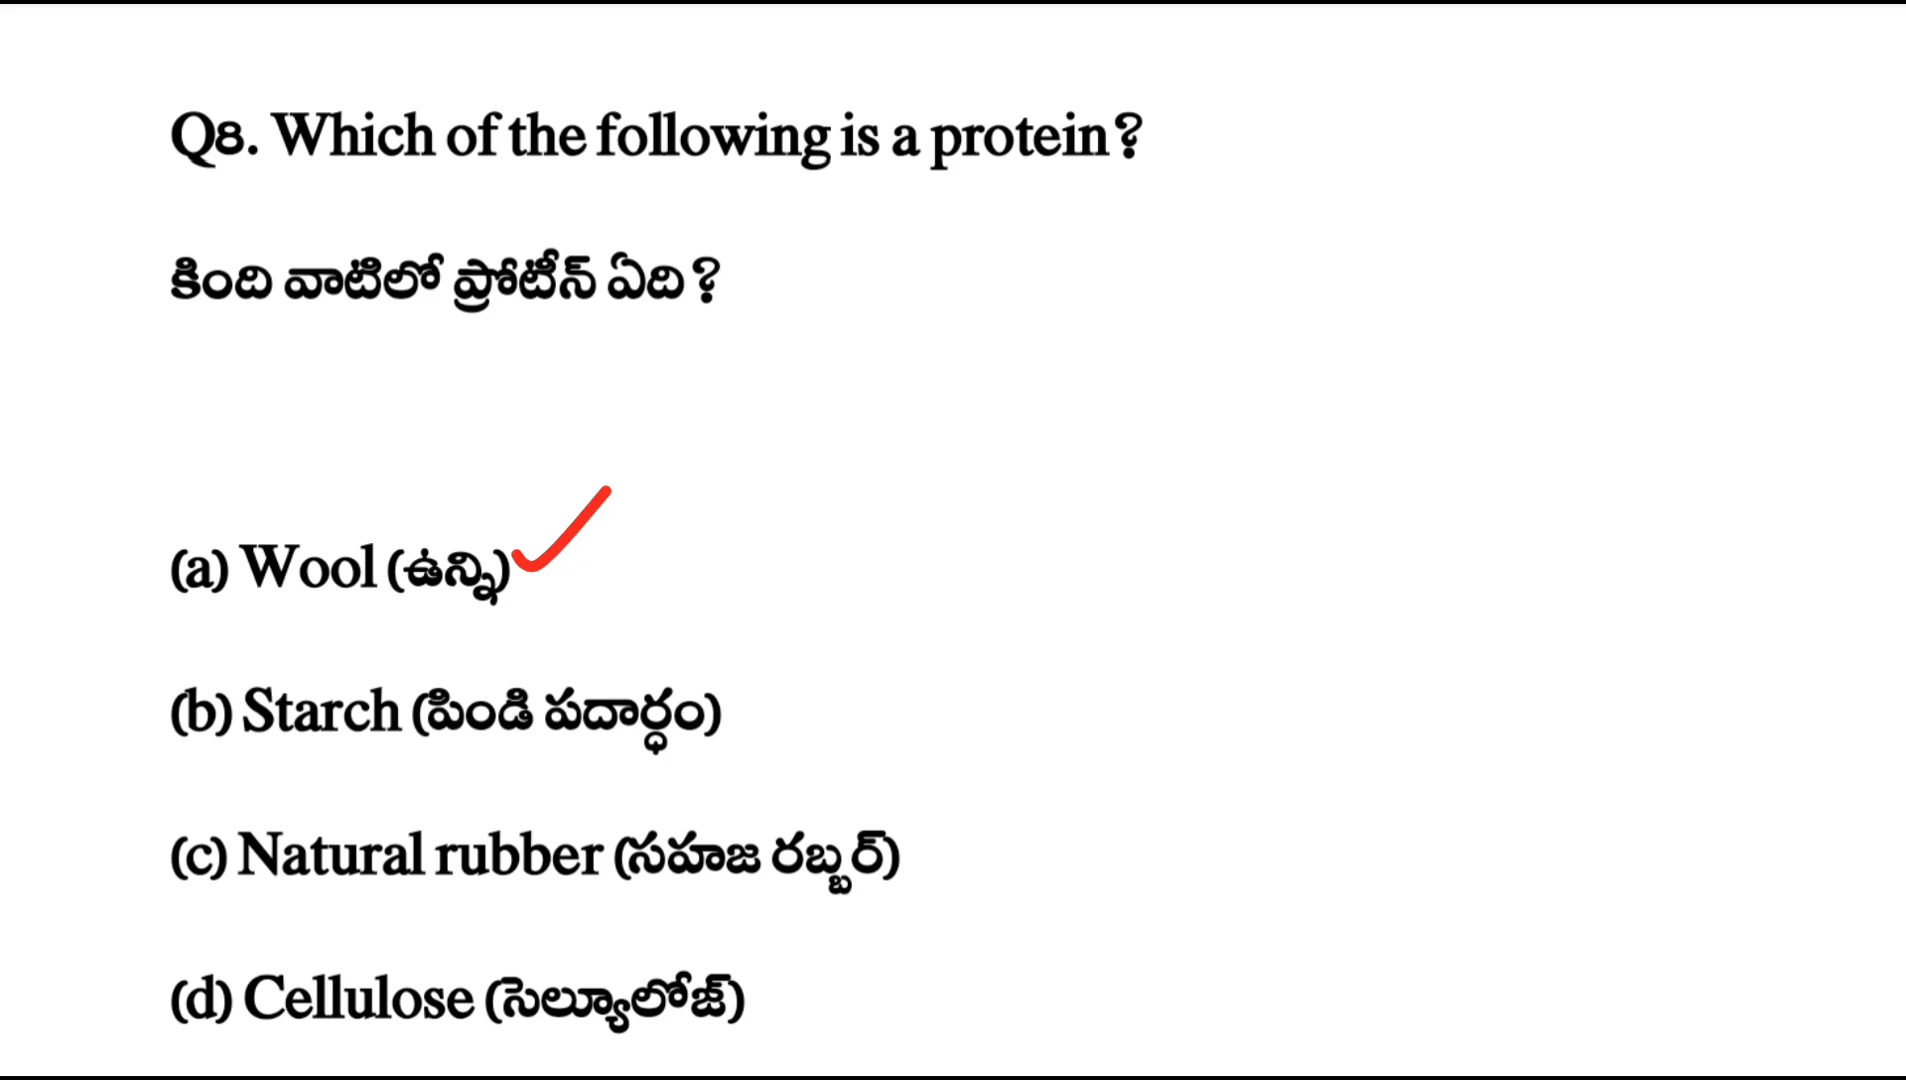 Q8. Which of the following is a protein?
కింది వాటిలో ప్రోటీన్ ఏది?
(a) Wool (ఉన్ని)
(b) Starch (పిండి పదార్ధం)
(c) Natural rubber (సహజ రబ్బర్)
(d) Cellulose (సెల్యూలోజ్)